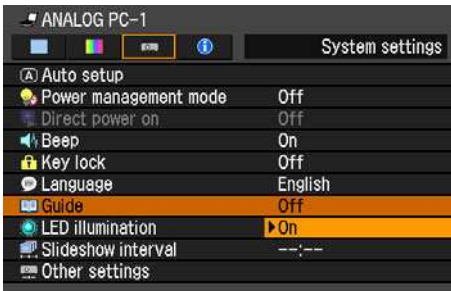 ANALOG PC-1
System settings
Auto setup
Power management mode Off
Direct power on Off
Beep On
Key lock Off
Language English
Guide Off
LED illumination On
Slideshow interval --:--
Other settings